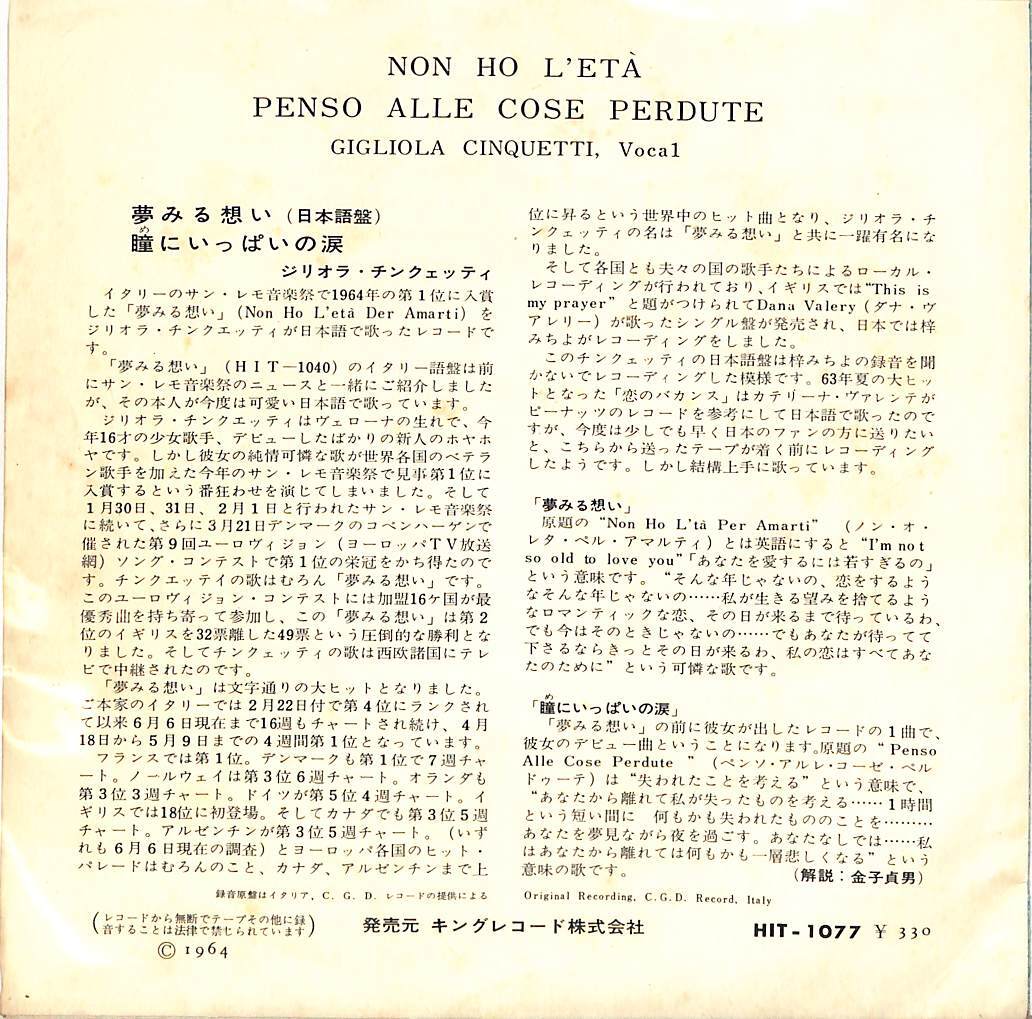 NON HO L'ETÀ
PENSO ALLE COSE PERDUTE
GIGLIOLA CINQUETTI, Vocal
夢みる想い（日本語盤）
め
瞳にいっぱいの涙
ジリオラ・チンクェッティ
イタリーのサン・レモ音楽祭で1964年の第１位に入賞
した「夢みる想い」(Non Ho L'età Der Amarti) を
ジリオラ・チンクエッティが日本語で歌ったレコードで
す。
「夢みる想い」（ＨＩＴ－1040）のイタリー語盤は前
にサン・レモ音楽祭のニュースと一緒にご紹介しました
が、その本人が今度は可愛い日本語で歌っています。
ジリオラ・チンクエッティはヴェローナの生れで、今
年16才の少女歌手、デビューしたばかりの新人のホヤホ
ヤです。しかし彼女の純情可憐な歌が世界各国のベテラ
ン歌手を加えた今年のサン・レモ音楽祭で見事第１位に
入賞するという番狂わせを演じてしまいました。そして
１月30日、31日、２月１日と行われたサン・レモ音楽祭
に続いて、さらに３月21日デンマークのコペンハーゲンで
催された第９回ユーロヴィジョン（ヨーロッパＴＶ放送
網）ソング・コンテストで第１位の栄冠をかち得たので
す。チンクエッテイの歌はむろん「夢みる想い」です。
このユーロヴィジョン・コンテストには加盟16ケ国が最
優秀曲を持ち寄って参加し、この「夢みる想い」は第２
位のイギリスを32票離した49票という圧倒的な勝利とな
りました。そしてチンクェッティの歌は西欧諸国にテレ
ビで中継されたのです。
「夢みる想い」は文字通りの大ヒットとなりました。
ご本家のイタリーでは２月22日付で第４位にランクされ
て以来６月６日現在まで16週もチャートされ続け、４月
18日から５月９日までの４週間第１位となっています。
フランスでは第１位。デンマークも第１位で７週チャ
ート。ノールウェイは第３位６週チャート。オランダも
第３位３週チャート。ドイツが第５位４週チャート。イ
ギリスでは18位に初登場。そしてカナダでも第３位５週
チャート。アルゼンチンが第３位５週チャート。（いず
れも６月６日現在の調査）とヨーロッパ各国のヒット・
パレードはむろんのこと、カナダ、アルゼンチンまで上
位に昇るという世界中のヒット曲となり、ジリオラ・チ
ンクェッティの名は「夢みる想い」と共に一躍有名にな
りました。
そして各国とも夫々の国の歌手たちによるローカル・
レコーディングが行われており、イギリスでは“This is
my prayer” と題がつけられてDana Valery（ダナ・ヴ
アレリー）が歌ったシングル盤が発売され、日本では梓
みちよがレコーディングをしました。
このチンクェッティの日本語盤は梓みちよの録音を聞
かないでレコーディングした模様です。63年夏の大ヒッ
トとなった「恋のバカンス」はカテリーナ・ヴァレンテが
ピーナッツのレコードを参考にして日本語で歌ったので
すが、今度は少しでも早く日本のファンの方に送りたい
と、こちらから送ったテープが着く前にレコーディング
したようです。しかし結構上手に歌っています。
「夢みる想い」
原題の “Non Ho L'tà Per Amarti” （ノン・オ・
レタ・ペル・アマルティ）とは英語にすると “I'm not
so old to love you”「あなたを愛するには若すぎるの」
という意味です。“そんな年じゃないの、恋をするよう
なそんな年じゃないの……私が生きる望みを捨てるよう
なロマンティックな恋、その日が来るまで待っているわ、
でも今はそのときじゃないの……でもあなたが待ってて
下さるならきっとその日が来るわ、私の恋はすべてあな
たのために” という可憐な歌です。
め
「瞳にいっぱいの涙」
「夢みる想い」の前に彼女が出したレコードの１曲で、
彼女のデビュー曲ということになります。原題の “ Penso
Alle Cose Perdute ” （ペンソ・アルレ・コーゼ・ペル
ドゥーテ）は “失われたことを考える” という意味で、
“あなたから離れて私が失ったものを考える……１時間
という短い間に 何もかも失われたもののことを………
あなたを夢見ながら夜を過ごす。あなたなしでは……私
はあなたから離れては何もかも一層悲しくなる” という
意味の歌です。
（解説：金子貞男）
録音原盤はイタリア, C. G. D. レコードの提供による
Original Recording, C.G.D. Record, Italy
（レコードから無断でテープその他に録
音することは法律で禁じられています）
発売元 キングレコード株式会社
HIT-1077 ￥ 330
© 1964